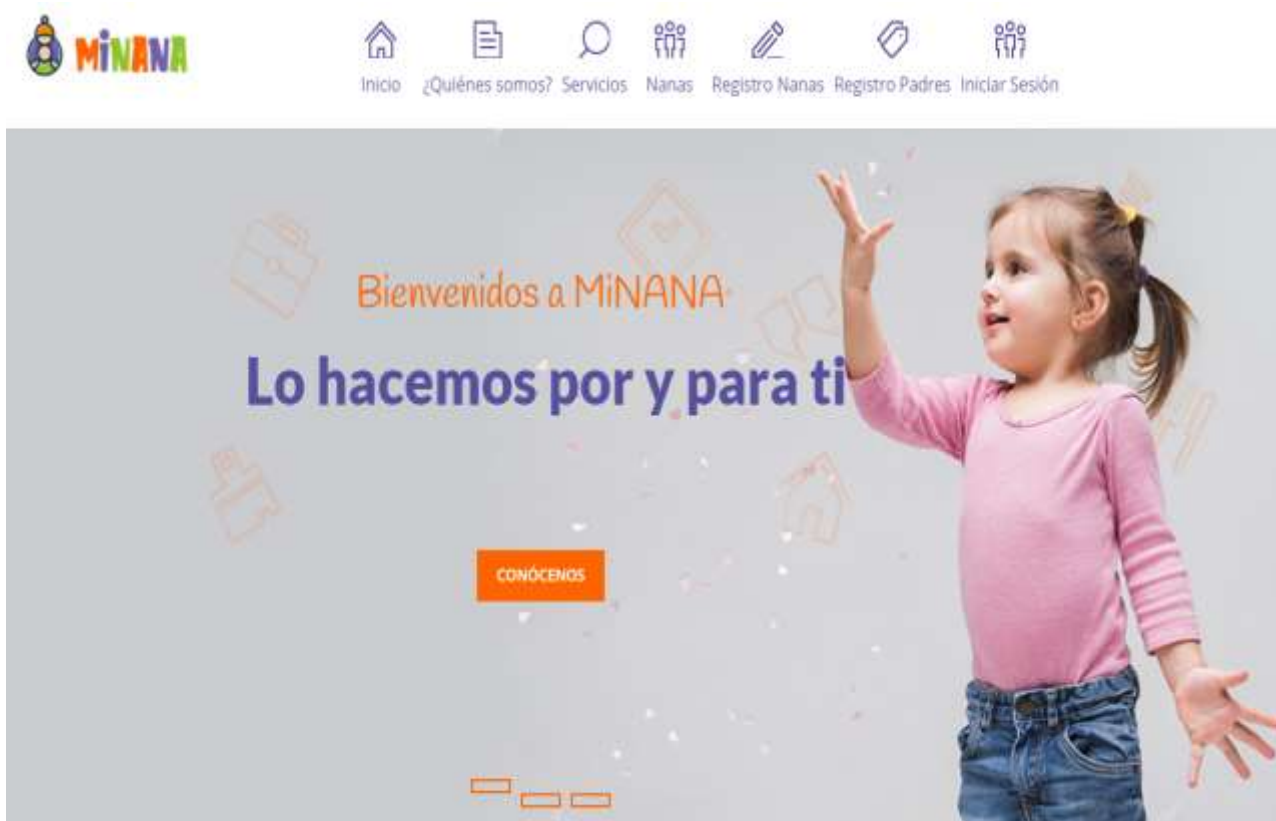 MiNANA
Inicio ¿Quiénes somos? Servicios Nanas Registro Nanas Registro Padres Iniciar Sesión
Bienvenidos a MiNANA
Lo hacemos por y para ti
CONÓCENOS